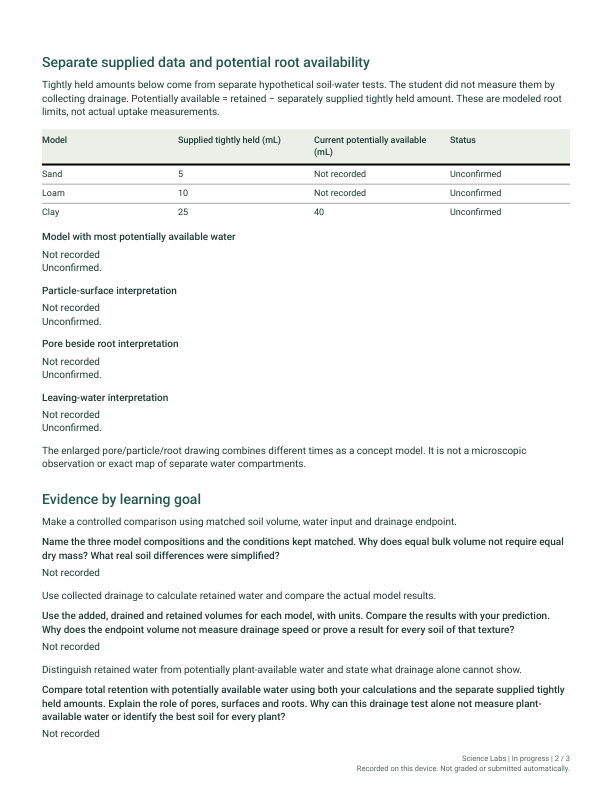 Separate supplied data and potential root availability
Tightly held amounts below come from separate hypothetical soil-water tests. The student did not measure them by
collecting drainage. Potentially available = retained − separately supplied tightly held amount. These are modeled root
limits, not actual uptake measurements.
Model Supplied tightly held (mL) Current potentially available (mL) Status
Sand 5 Not recorded Unconfirmed
Loam 10 Not recorded Unconfirmed
Clay 25 40 Unconfirmed
Model with most potentially available water
Not recorded
Unconfirmed.
Particle-surface interpretation
Not recorded
Unconfirmed.
Pore beside root interpretation
Not recorded
Unconfirmed.
Leaving-water interpretation
Not recorded
Unconfirmed.
The enlarged pore/particle/root drawing combines different times as a concept model. It is not a microscopic
observation or exact map of separate water compartments.
Evidence by learning goal
Make a controlled comparison using matched soil volume, water input and drainage endpoint.
Name the three model compositions and the conditions kept matched. Why does equal bulk volume not require equal
dry mass? What real soil differences were simplified?
Not recorded
Use collected drainage to calculate retained water and compare the actual model results.
Use the added, drained and retained volumes for each model, with units. Compare the results with your prediction.
Why does the endpoint volume not measure drainage speed or prove a result for every soil of that texture?
Not recorded
Distinguish retained water from potentially plant-available water and state what drainage alone cannot show.
Compare total retention with potentially available water using both your calculations and the separate supplied tightly
held amounts. Explain the role of pores, surfaces and roots. Why can this drainage test alone not measure plant-
available water or identify the best soil for every plant?
Not recorded
Science Labs | In progress | 2 / 3
Recorded on this device. Not graded or submitted automatically.